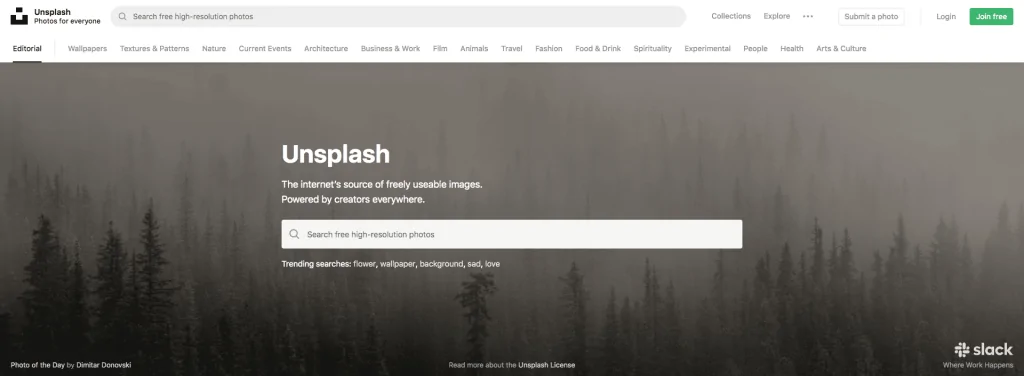 Unsplash
Photos for everyone
Search free high-resolution photos
Collections Explore ••• Submit a photo Login Join free
Editorial Wallpapers Textures & Patterns Nature Current Events Architecture Business & Work Film Animals Travel Fashion Food & Drink Spirituality Experimental People Health Arts & Culture
Unsplash
The internet's source of freely useable images.
Powered by creators everywhere.
Search free high-resolution photos
Trending searches: flower, wallpaper, background, sad, love
Photo of the Day by Dimitar Donovski
Read more about the Unsplash License
slack
Where Work Happens